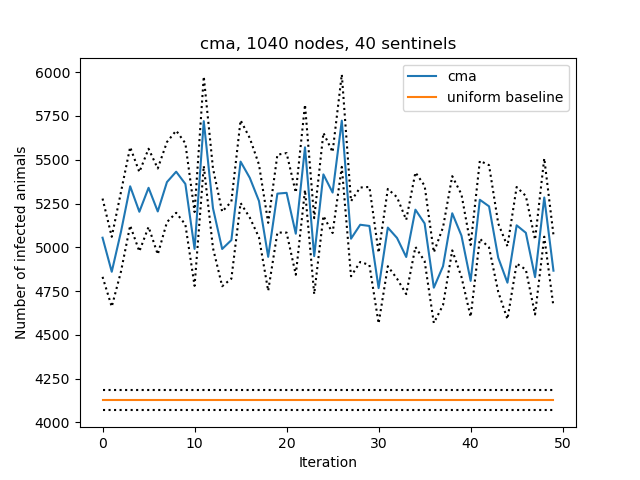 cma, 1040 nodes, 40 sentinels
cma
uniform baseline
Number of infected animals
6000
5750
5500
5250
5000
4750
4500
4250
4000
0 10 20 30 40 50
Iteration